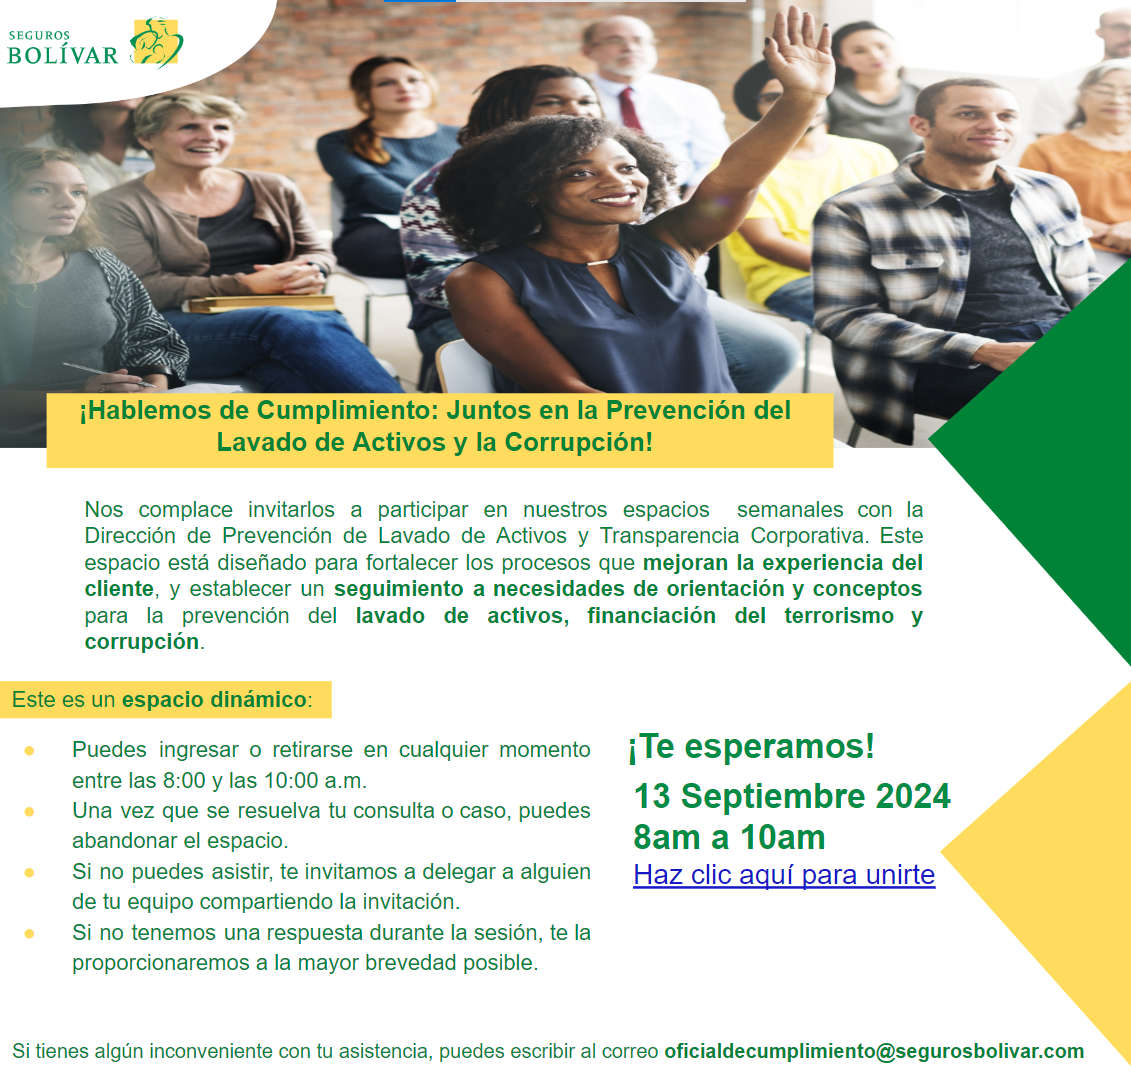 SEGUROS
BOLÍVAR
¡Hablemos de Cumplimiento: Juntos en la Prevención del
Lavado de Activos y la Corrupción!
Nos complace invitarlos a participar en nuestros espacios semanales con la
Dirección de Prevención de Lavado de Activos y Transparencia Corporativa. Este
espacio está diseñado para fortalecer los procesos que mejoran la experiencia del
cliente, y establecer un seguimiento a necesidades de orientación y conceptos
para la prevención del lavado de activos, financiación del terrorismo y
corrupción.
Este es un espacio dinámico:
● Puedes ingresar o retirarse en cualquier momento
entre las 8:00 y las 10:00 a.m.
● Una vez que se resuelva tu consulta o caso, puedes
abandonar el espacio.
● Si no puedes asistir, te invitamos a delegar a alguien
de tu equipo compartiendo la invitación.
● Si no tenemos una respuesta durante la sesión, te la
proporcionaremos a la mayor brevedad posible.
¡Te esperamos!
13 Septiembre 2024
8am a 10am
Haz clic aquí para unirte
Si tienes algún inconveniente con tu asistencia, puedes escribir al correo oficialdecumplimiento@segurosbolivar.com